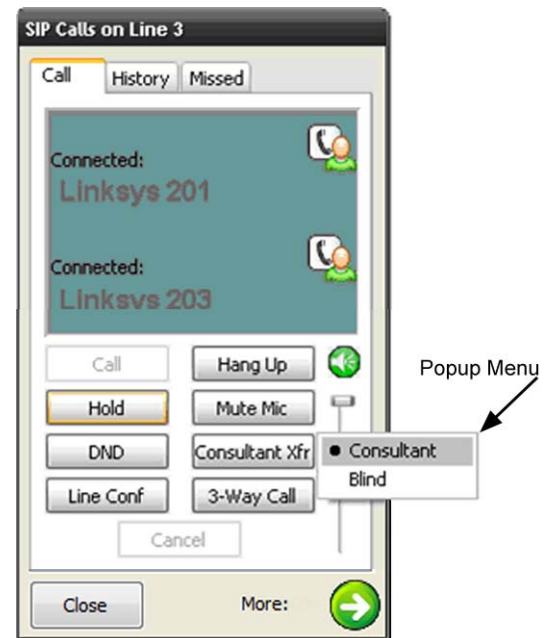 SIP Calls on Line 3
Call History Missed
Connected:
Linksys 201
Connected:
Linksys 203
Call Hang Up
Hold Mute Mic
DND Consultant Xfr
Line Conf 3-Way Call
Cancel
Popup Menu
Consultant
Blind
Close More: